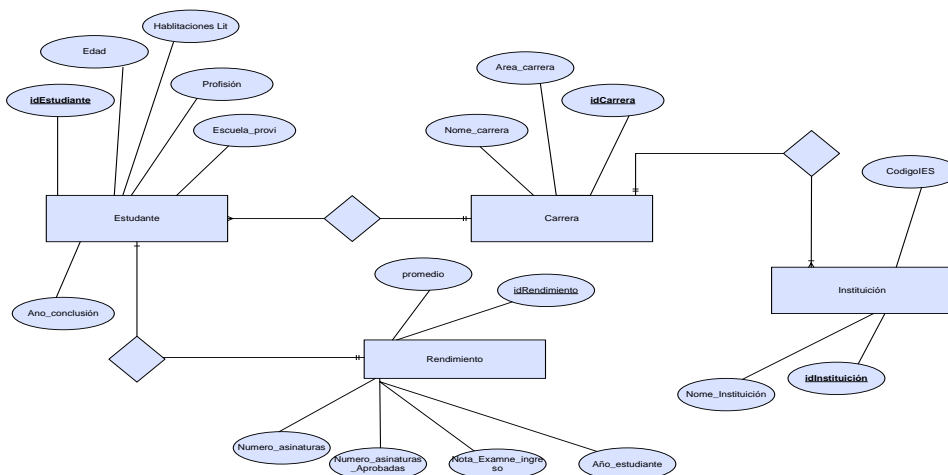 Hablitaciones Lit
Edad
Profisión
idEstudiante
Escuela_provi
Area_carrera
idCarrera
Nome_carrera
CodigoIES
Estudante
Carrera
Instituición
Ano_conclusión
promedio
idRendimiento
Rendimiento
Nome_Instituición
idInstituición
Numero_asinaturas
Numero_asinaturas
_Aprobadas
Nota_Examne_ingre
so
Año_estudiante